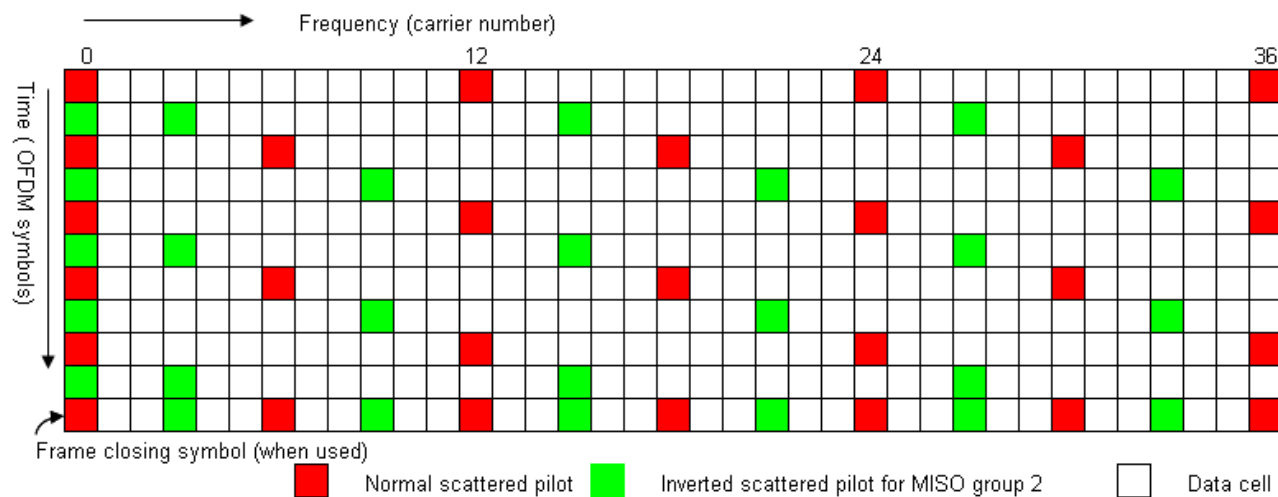 Frequency (carrier number)
0 12 24 36
Time ( OFDM symbols)
Frame closing symbol (when used)
Normal scattered pilot Inverted scattered pilot for MISO group 2 Data cell